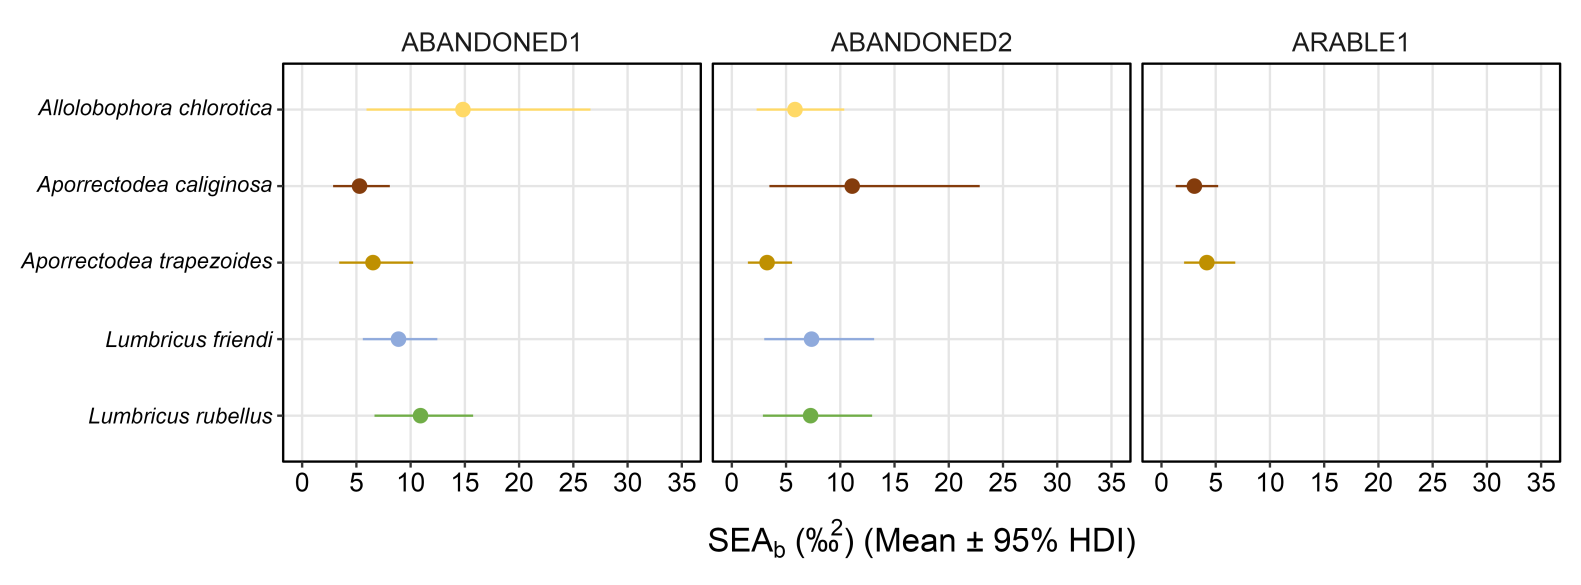 ABANDONED1 ABANDONED2 ARABLE1
Allolobophora chlorotica
Aporrectodea caliginosa
Aporrectodea trapezoides
Lumbricus friendi
Lumbricus rubellus
0 5 10 15 20 25 30 35 0 5 10 15 20 25 30 35 0 5 10 15 20 25 30 35
SEAb (‰2) (Mean ± 95% HDI)